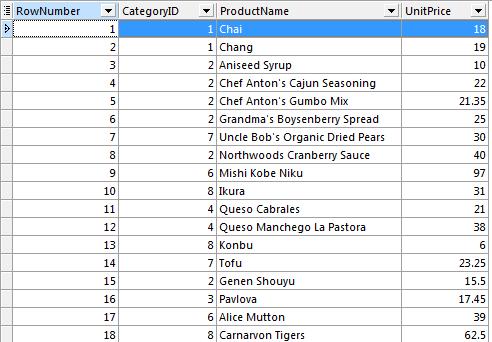 RowNumber CategoryID ProductName UnitPrice
1 1 Chai 18
2 1 Chang 19
3 2 Aniseed Syrup 10
4 2 Chef Anton's Cajun Seasoning 22
5 2 Chef Anton's Gumbo Mix 21.35
6 2 Grandma's Boysenberry Spread 25
7 7 Uncle Bob's Organic Dried Pears 30
8 2 Northwoods Cranberry Sauce 40
9 6 Mishi Kobe Niku 97
10 8 Ikura 31
11 4 Queso Cabrales 21
12 4 Queso Manchego La Pastora 38
13 8 Konbu 6
14 7 Tofu 23.25
15 2 Genen Shouyu 15.5
16 3 Pavlova 17.45
17 6 Alice Mutton 39
18 8 Carnarvon Tigers 62.5